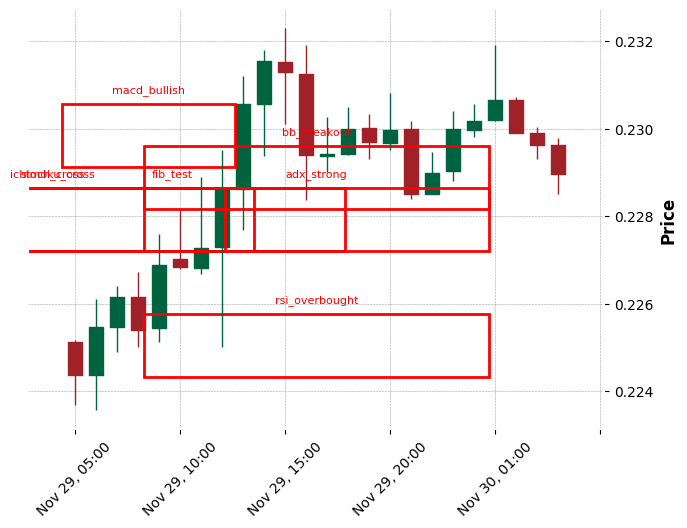 0.232
macd_bullish
0.230
bb_breakout
fib_test
adx_strong
0.228
Price
0.226
rsi_overbought
0.224
Nov 29, 05:00
Nov 29, 10:00
Nov 29, 15:00
Nov 29, 20:00
Nov 30, 01:00